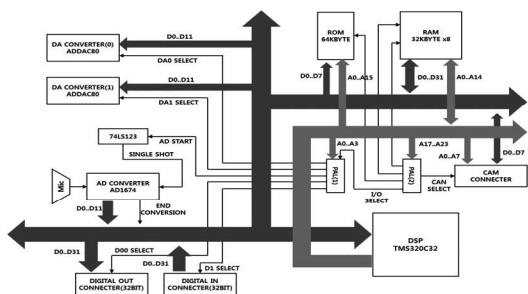 DA CONVERTER(0)
ADDAC80
D0..D11
DA0 SELECT
DA CONVERTER(1)
ADDAC80
D0..D11
DA1 SELECT
ROM
64KBYTE
RAM
32KBYTE x8
D0..D7
A0..A15
D0..D31
A0..A14
74LS123
AD START
SINGLE SHOT
Mic
AD CONVERTER
AD1674
D0..D11
END
CONVERSION
A0..A3
A17..A23
A0..A7
D0..D7
PAL(1)
PAL(2)
I/O
SELECT
CAN
SELECT
CAM
CONNECTER
DSP
TMS320C32
D0..D31
D00 SELECT
D0..D31
D1 SELECT
DIGITAL OUT
CONNECTER(32BIT)
DIGITAL IN
CONNECTER(32BIT)